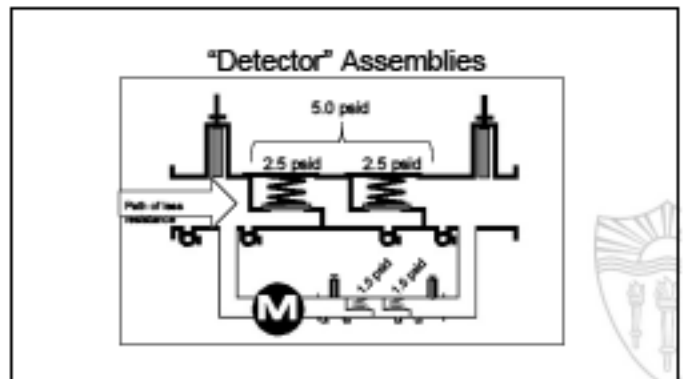 "Detector" Assemblies
5.0 psid
2.5 psid 2.5 psid
Path of less
resistance
1.5 psid 1.5 psid
M